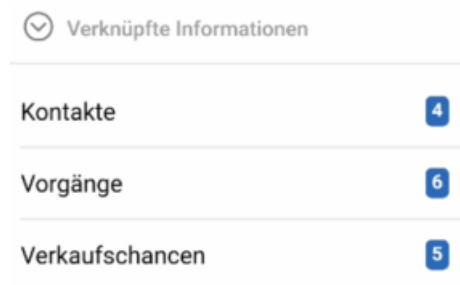 Verknüpfte Informationen
Kontakte 4
Vorgänge 6
Verkaufschancen 5